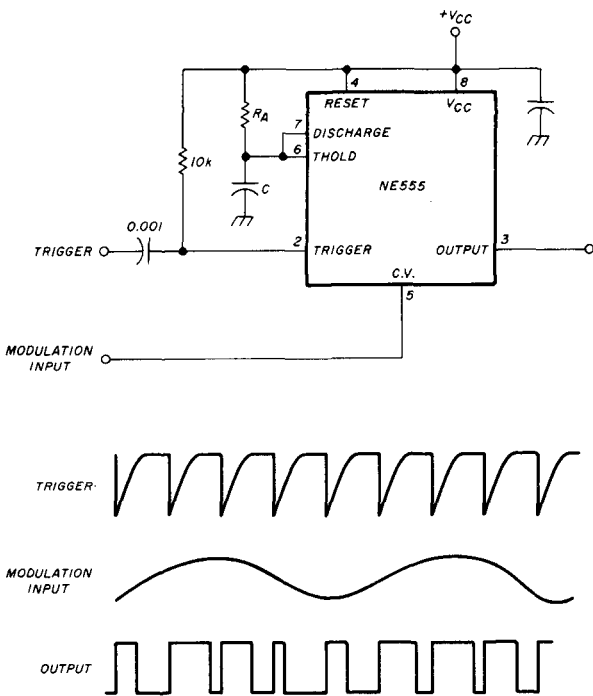 +VCC
4
8
RESET
VCC
RA
7
DISCHARGE
6
THOLD
10k
NE555
C
0.001
TRIGGER
2
TRIGGER
OUTPUT
3
C.V.
5
MODULATION
INPUT
TRIGGER
MODULATION
INPUT
OUTPUT